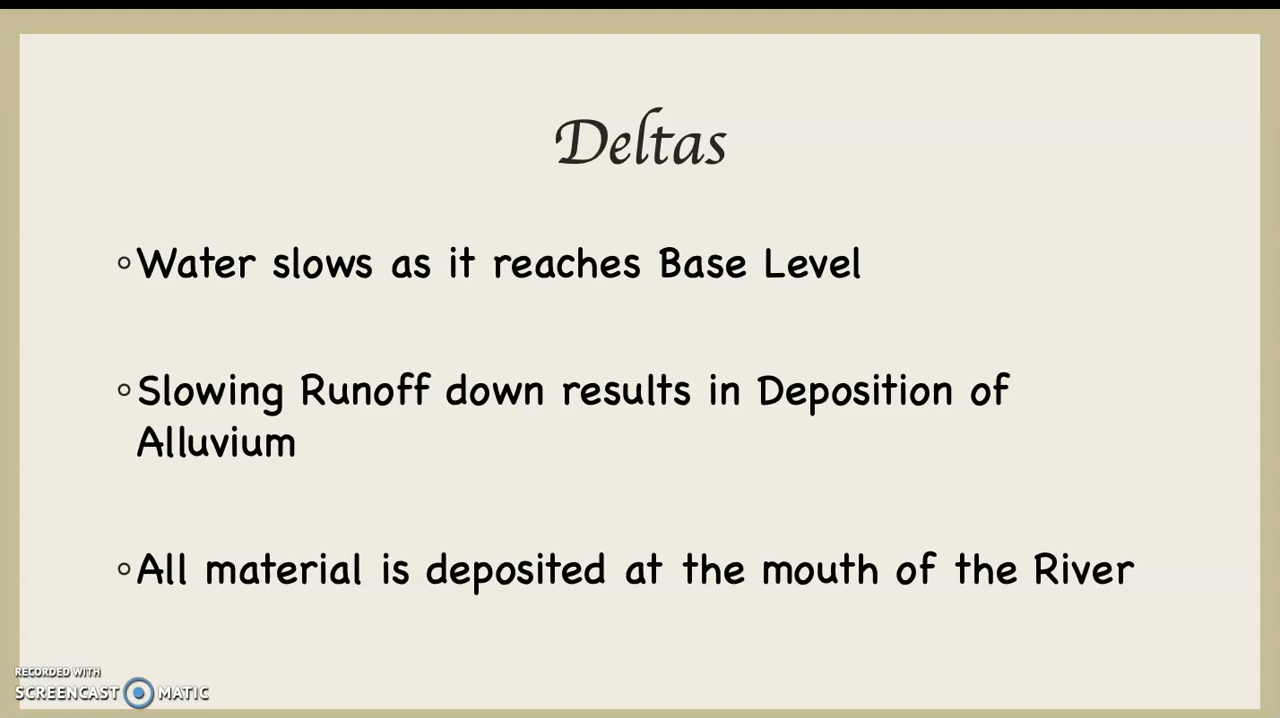 Deltas
◦Water slows as it reaches Base Level
◦Slowing Runoff down results in Deposition of
Alluvium
◦All material is deposited at the mouth of the River
RECORDED WITH
SCREENCAST MATIC